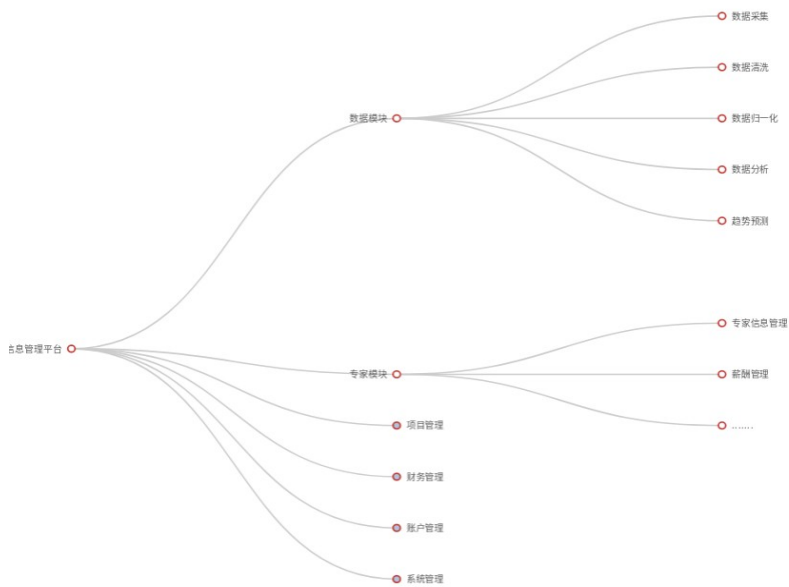 息管理平台
数据模块
数据采集
数据清洗
数据归一化
数据分析
趋势预测
专家模块
专家信息管理
薪酬管理
.......
项目管理
财务管理
账户管理
系统管理